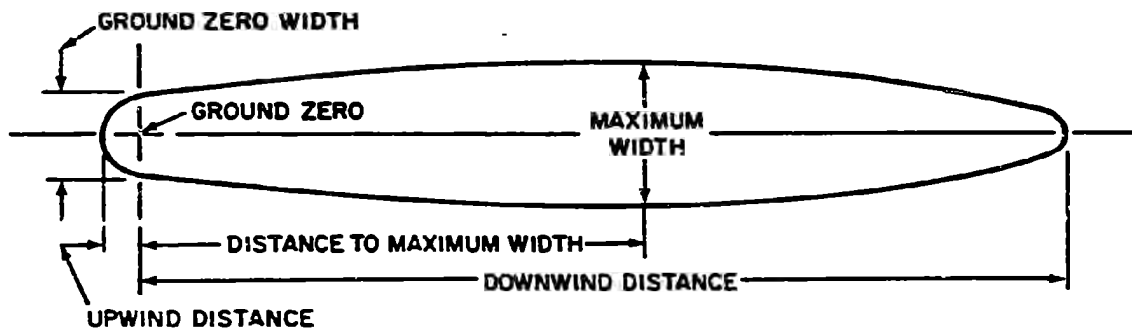 GROUND ZERO WIDTH
GROUND ZERO
MAXIMUM
WIDTH
DISTANCE TO MAXIMUM WIDTH
DOWNWIND DISTANCE
UPWIND DISTANCE